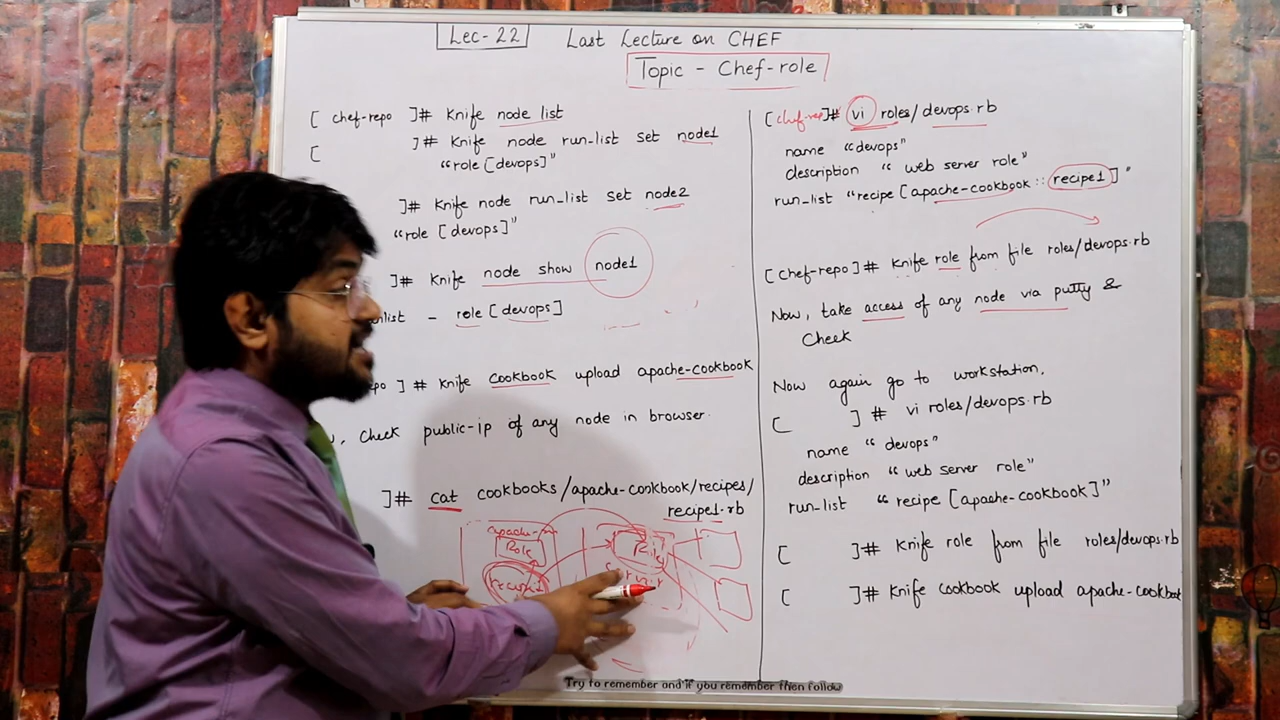 Lec-22 Last Lecture on CHEF
Topic - Chef-role
[ chef-repo ]# Knife node list
]# Knife node run-list set node1
[
"role [devops]"
]# Knife node run_list set node2
"role [devops]"
]# Knife node show node1
list - role [devops]
]# Knife Cookbook upload apache-cookbook
, check public-ip of any node in browser.
]# cat cookbooks/apache-cookbook/recipes/
recipe1.rb
apache-
Role
Role
[chef-rep]# vi roles/devops.rb
name "devops"
description " web server role"
run_list "recipe [apache-cookbook :: recipe1] "
[chef-repo]# Knife role from file roles/devops.rb
Now, take access of any node via putty &
Check
Now again go to workstation.
[ ] # vi roles/devops.rb
name " devops"
description " web server role"
run-list " recipe [apache-cookbook]"
[ ]# Knife role from file roles/devops.rb
[ ]# Knife cookbook upload apache-cookbook
Try to remember and if you remember then follow